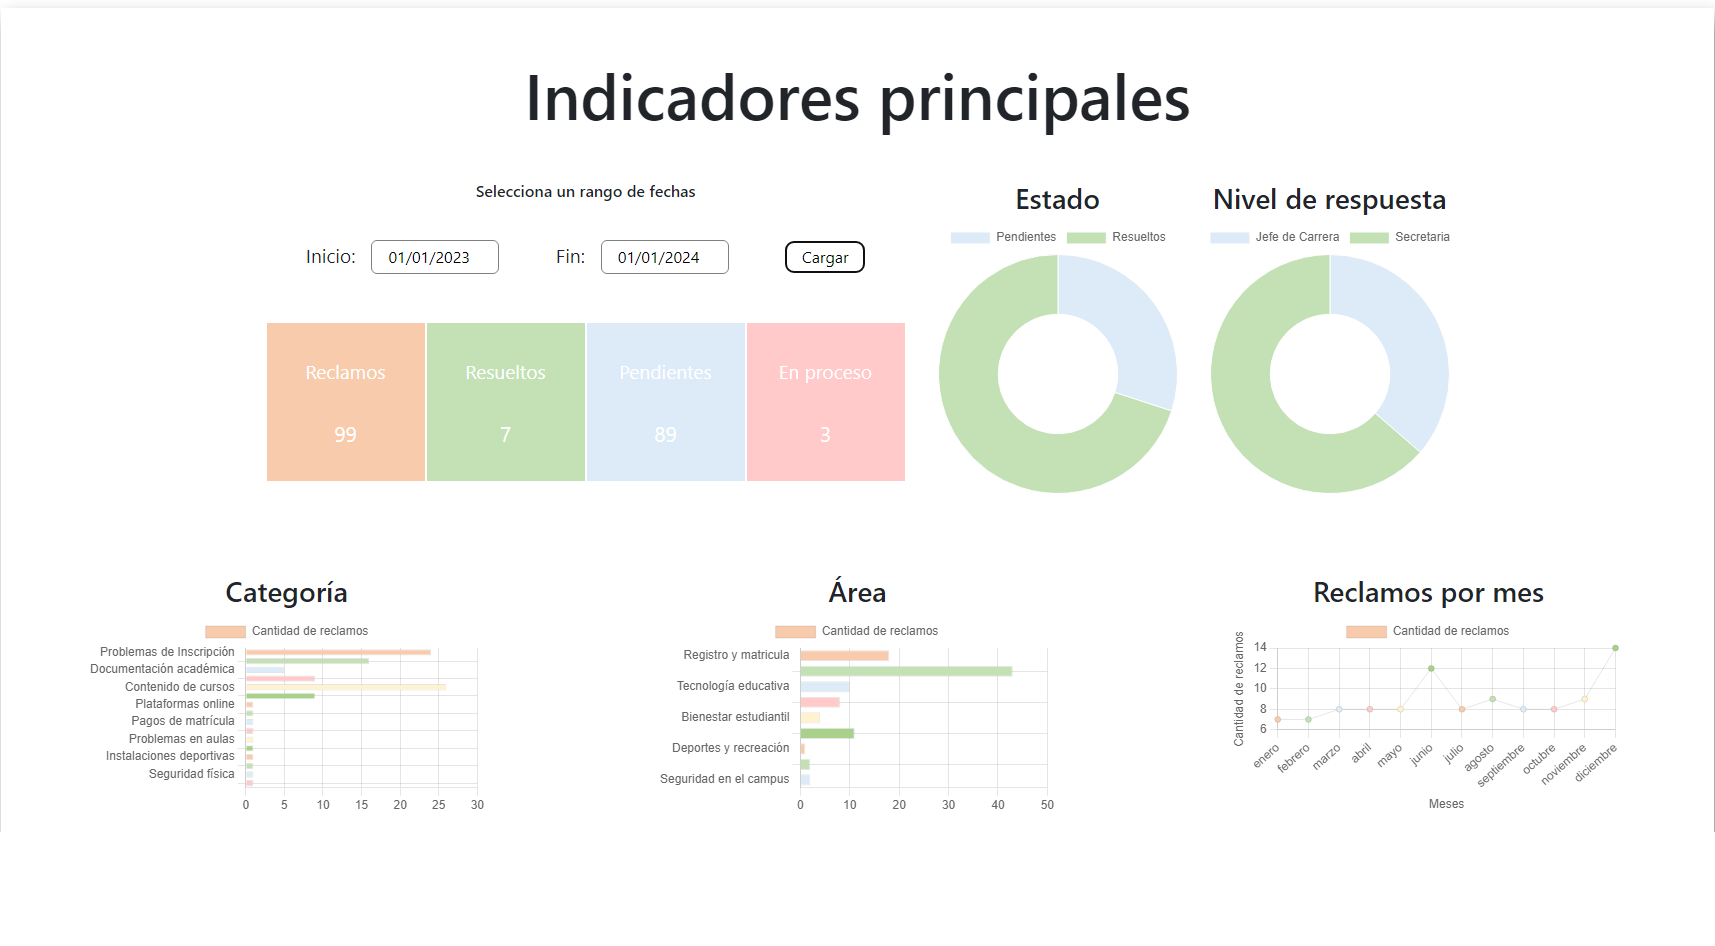 Indicadores principales
Selecciona un rango de fechas
Inicio: 01/01/2023 Fin: 01/01/2024 Cargar
Reclamos Resueltos Pendientes En proceso
99 7 89 3
Estado
Pendientes Resueltos
Nivel de respuesta
Jefe de Carrera Secretaria
Categoría
Cantidad de reclamos
Problemas de Inscripción
Documentación académica
Contenido de cursos
Plataformas online
Pagos de matrícula
Problemas en aulas
Instalaciones deportivas
Seguridad física
0 5 10 15 20 25 30
Área
Cantidad de reclamos
Registro y matricula
Tecnología educativa
Bienestar estudiantil
Deportes y recreación
Seguridad en el campus
0 10 20 30 40 50
Reclamos por mes
Cantidad de reclamos
Cantidad de reclamos
14
12
10
8
6
enero febrero marzo abril mayo junio julio agosto septiembre octubre noviembre diciembre
Meses